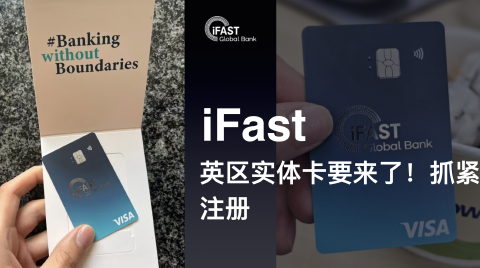 #Banking
without
Boundaries
VISA
iFAST
Global Bank
iFast
英区实体卡要来了！抓紧
注册
iFAST
Global Bank
VISA